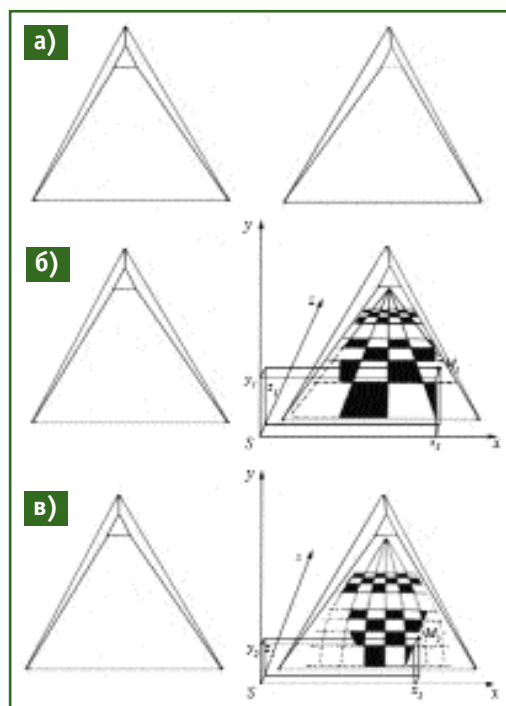 а)
б)
y
z
M₁
y₁
z₁
S
x₁
x
в)
y
z
M₂
y₂
z₂
S
x₂
x